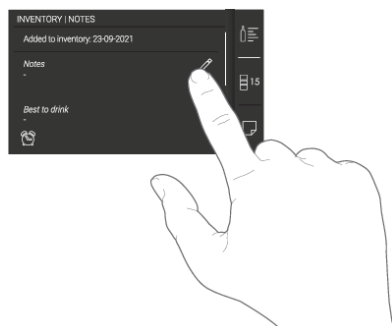 INVENTORY | NOTES
Added to inventory: 23-09-2021
Notes
-
15
Best to drink
-